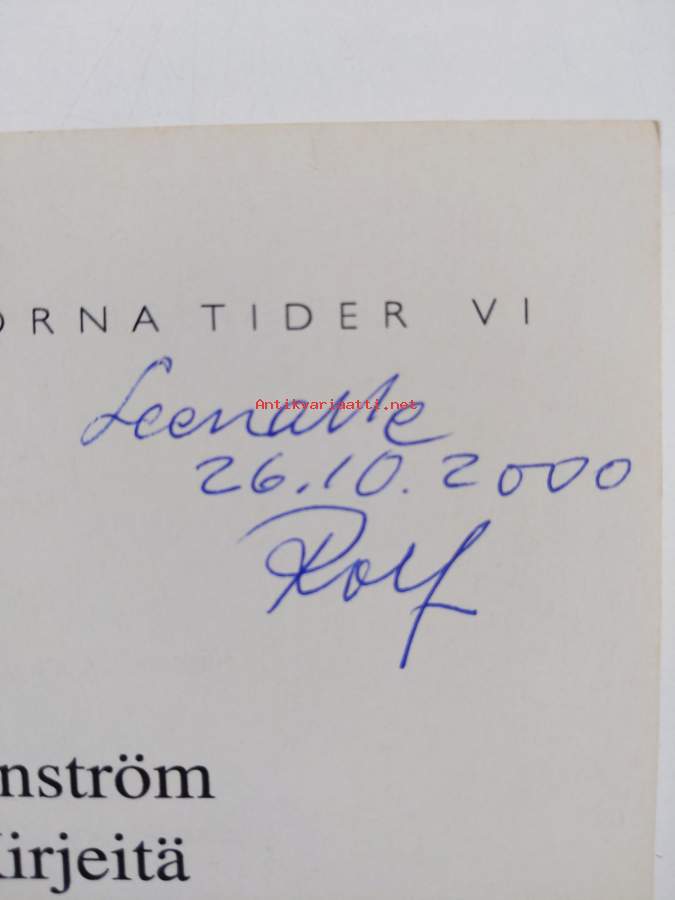 ORNA TIDER VI
Leenalle
Antikvariaatti.net
26.10.2000
Rolf
nström
Kirjeitä